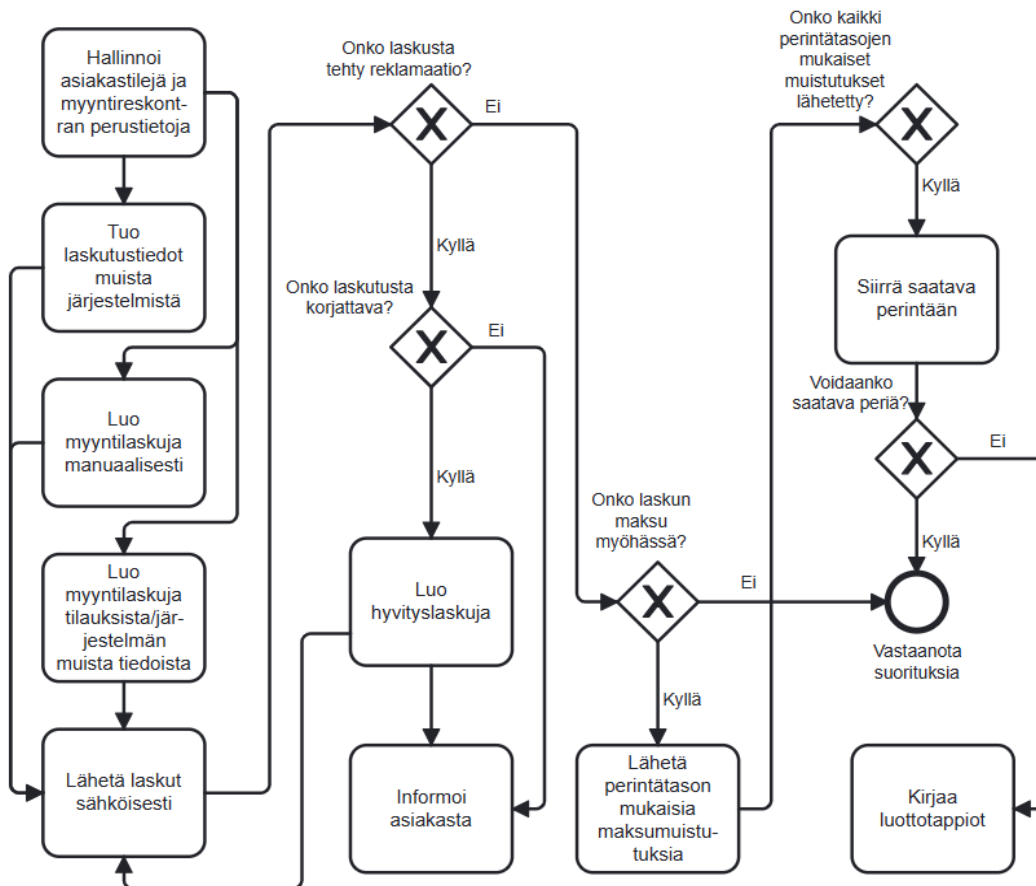 Hallinnoi
asiakastilejä ja
myyntireskont-
ran perustietoja
Tuo
laskutustiedot
muista
järjestelmistä
Luo
myyntilaskuja
manuaalisesti
Luo
myyntilaskuja
tilauksista/jär-
jestelmän
muista tiedoista
Lähetä laskut
sähköisesti
Onko laskusta
tehty reklamaatio?
Ei
Kyllä
Onko laskutusta
korjattava?
Ei
Kyllä
Luo
hyvityslaskuja
Informoi
asiakasta
Onko laskun
maksu
myöhässä?
Ei
Kyllä
Lähetä
perintätason
mukaisia
maksumuistu-
tuksia
Onko kaikki
perintätasojen
mukaiset
muistutukset
lähetetty?
Kyllä
Siirrä saatava
perintään
Voidaanko
saatava periä?
Ei
Kyllä
Vastaanota
suorituksia
Kirjaa
luottotappiot